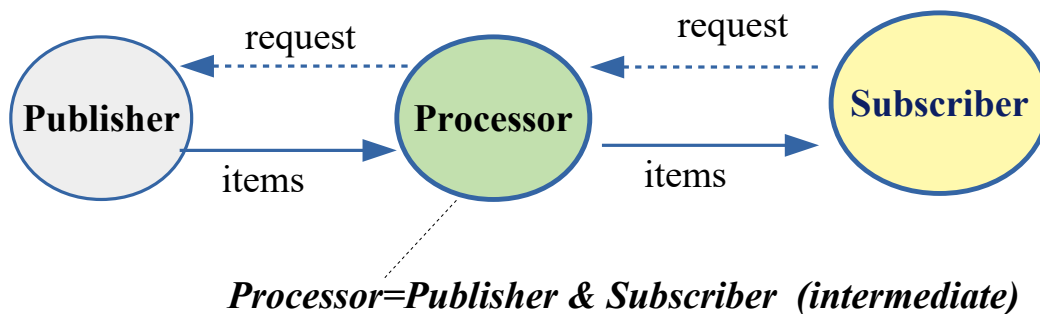 request
request
Publisher
Processor
Subscriber
items
items
Processor=Publisher & Subscriber (intermediate)